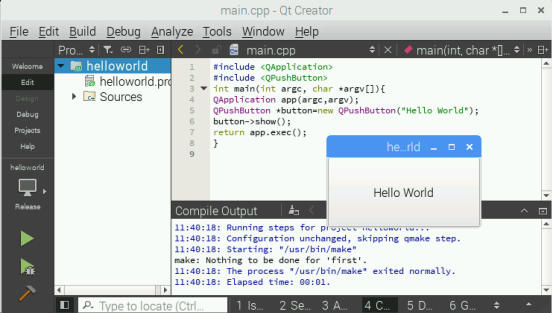 main.cpp - Qt Creator
File Edit Build Debug Analyze Tools Window Help
Pro... main.cpp main(int, char *[]...
Welcome
Edit
Design
Debug
Projects
Help
helloworld
Release
helloworld
helloworld.pro
Sources
1 #include <QApplication>
2 #include <QPushButton>
3 int main(int argc, char *argv[]){
4 QApplication app(argc,argv);
5 QPushButton *button=new QPushButton("Hello World");
6 button->show();
7 return app.exec();
8 }
9
he...rld
Hello World
Compile Output
11:40:18: Running steps for project helloworld...
11:40:18: Configuration unchanged, skipping qmake step.
11:40:18: Starting: "/usr/bin/make"
make: Nothing to be done for 'first'.
11:40:18: The process "/usr/bin/make" exited normally.
11:40:18: Elapsed time: 00:01.
Type to locate (Ctrl... 1 Is... 2 Se... 3 A... 4 C... 5 D... 6 G...